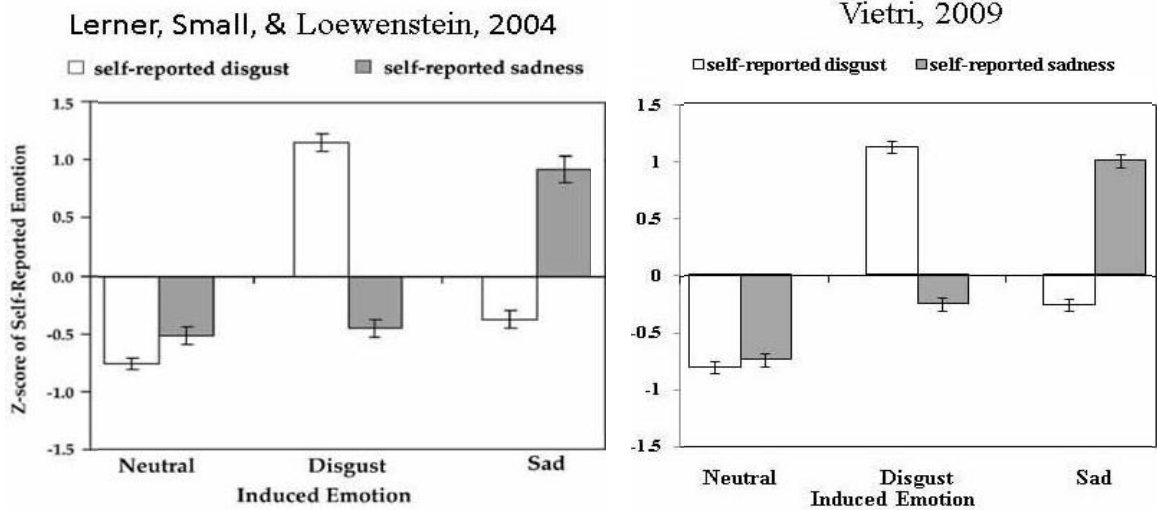 Lerner, Small, & Loewenstein, 2004
self-reported disgust self-reported sadness
Z-score of Self-Reported Emotion
1.5
1.0
0.5
0.0
-0.5
-1.0
-1.5
Neutral Disgust Sad
Induced Emotion
Vietri, 2009
self-reported disgust self-reported sadness
1.5
1
0.5
0
-0.5
-1
-1.5
Neutral Disgust Sad
Induced Emotion